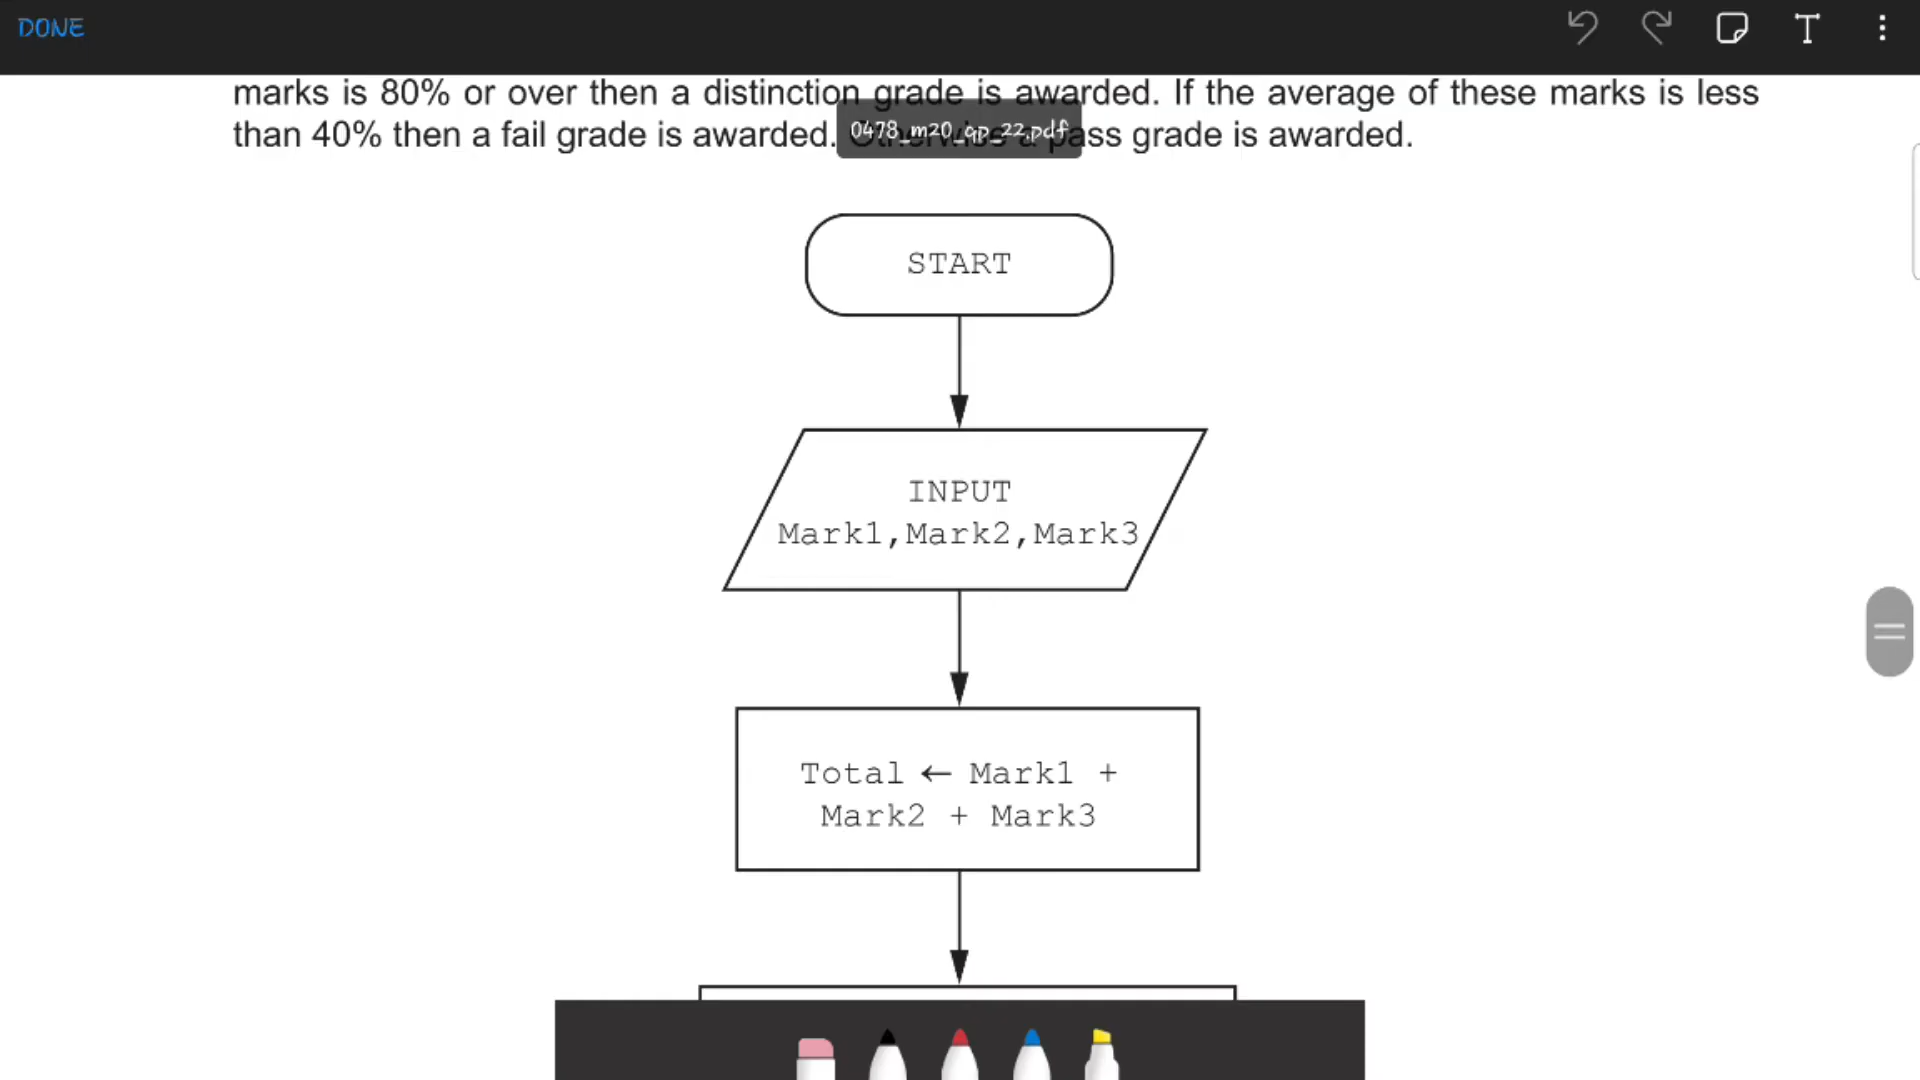 DONE
marks is 80% or over then a distinction grade is awarded. If the average of these marks is less
than 40% then a fail grade is awarded. Otherwise a pass grade is awarded.
0478_m20_qp_22.pdf
START
INPUT
Mark1,Mark2,Mark3
Total ← Mark1 +
Mark2 + Mark3